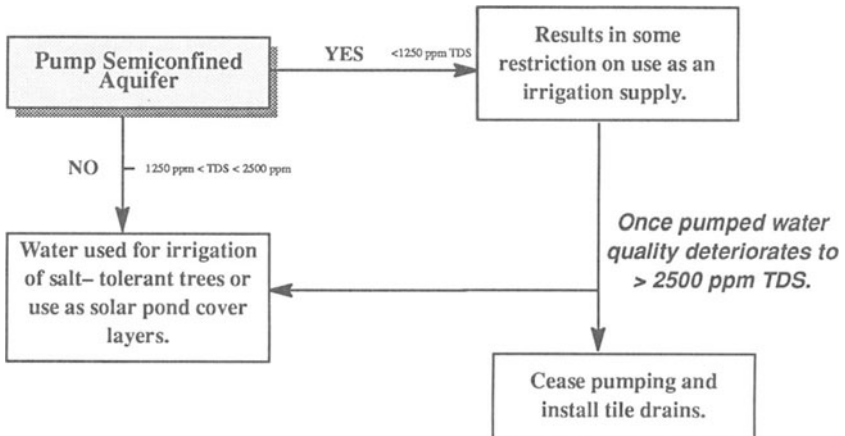 Pump Semiconfined
Aquifer
YES
<1250 ppm TDS
Results in some
restriction on use as an
irrigation supply.
NO
1250 ppm < TDS < 2500 ppm
Once pumped water
quality deteriorates to
> 2500 ppm TDS.
Water used for irrigation
of salt– tolerant trees or
use as solar pond cover
layers.
Cease pumping and
install tile drains.